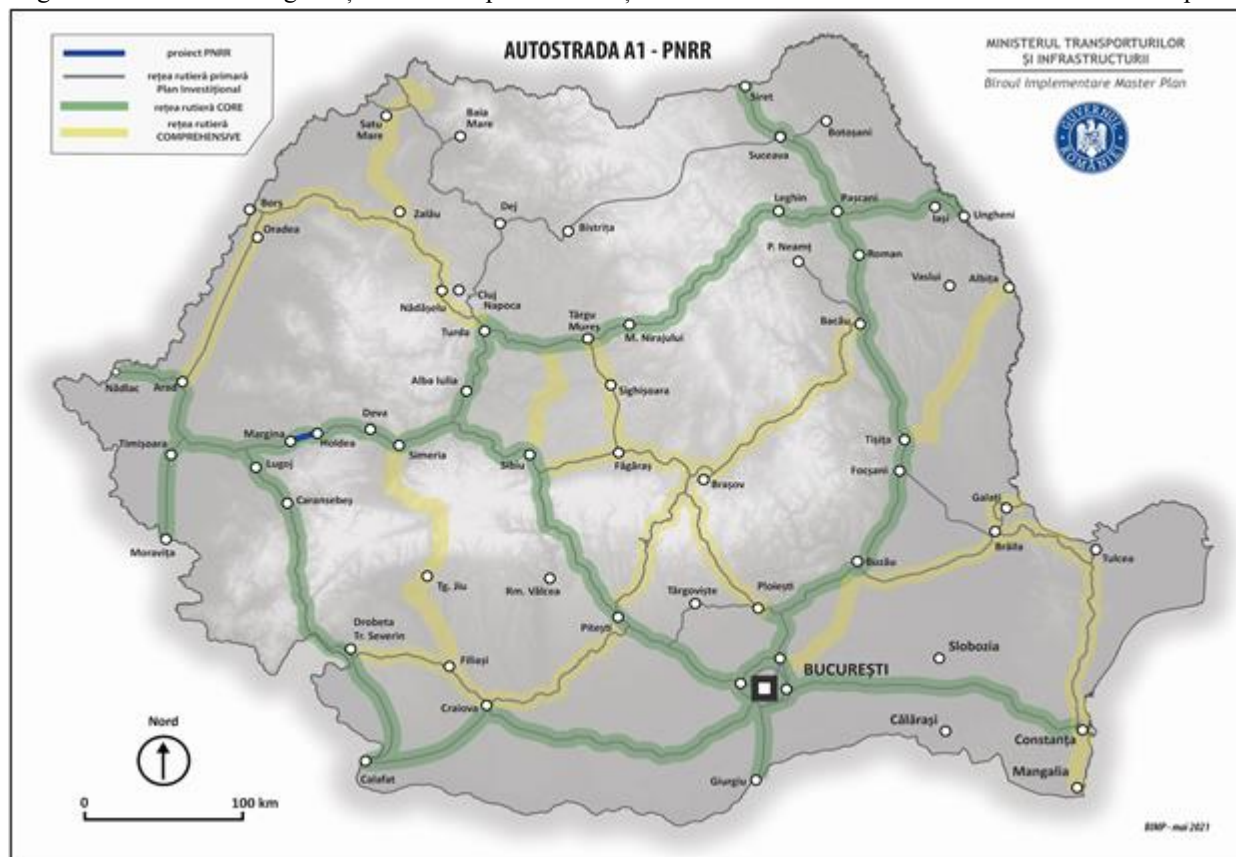 AUTOSTRADA A1 - PNRR
proiect PNRR
rețea rutieră primară
Plan Investițional
rețea rutieră CORE
rețea rutieră
COMPREHENSIVE
MINISTERUL TRANSPORTURILOR
ȘI INFRASTRUCTURII
Biroul Implementare Master Plan
GUVERNUL ROMÂNIEI
Siret
Satu
Mare
Baia
Mare
Botoșani
Suceava
Borș
Oradea
Zalău
Dej
Bistrița
Leghin
Pașcani
Iași
Ungheni
P. Neamț
Roman
Vaslui
Albița
Nădășelu
Cluj
Napoca
Turda
Târgu
Mureș
M. Nirajului
Bacău
Nădlac
Arad
Alba Iulia
Sighișoara
Timișoara
Margina
Holdea
Deva
Simeria
Sibiu
Făgăraș
Brașov
Tișița
Focșani
Lugoj
Caransebeș
Moravița
Galați
Brăila
Tulcea
Tg. Jiu
Rm. Vâlcea
Târgoviște
Ploiești
Buzău
Pitești
Drobeta
Tr. Severin
Filiași
Craiova
BUCUREȘTI
Slobozia
Călărași
Constanța
Mangalia
Calafat
Giurgiu
Nord
0 100 km
BIMP - mai 2021